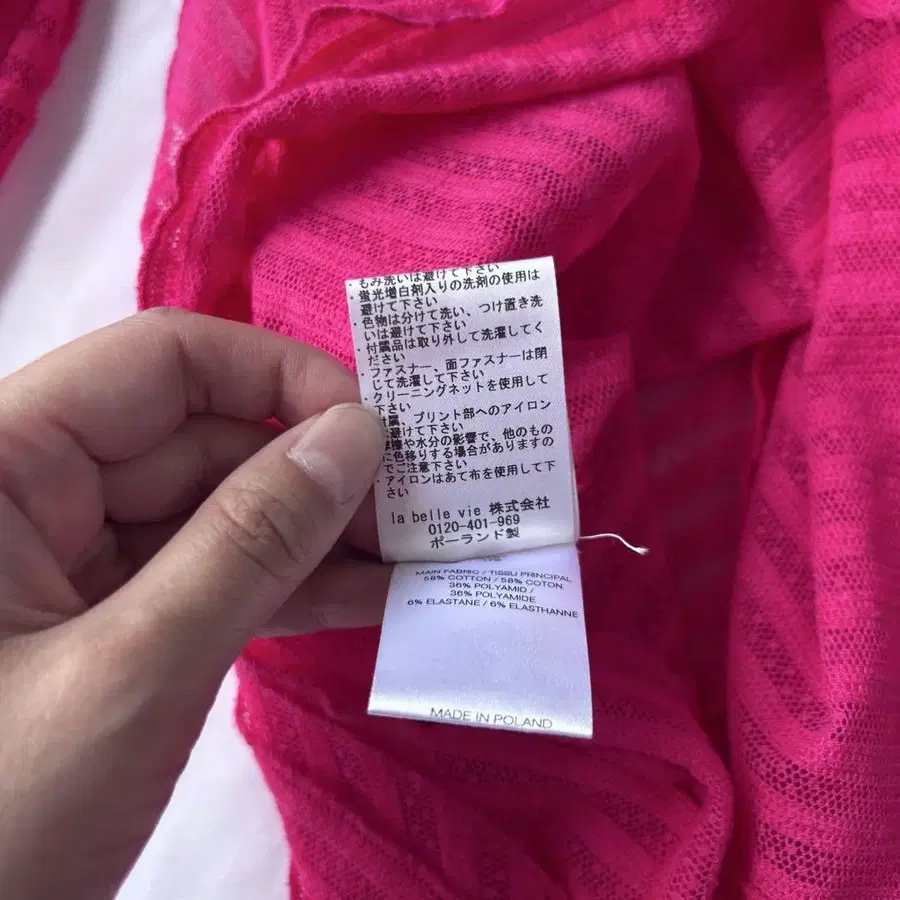 ・もみ洗いは避けて下さい
・蛍光増白剤入りの洗剤の使用は
避けて下さい
・色物は分けて洗い、つけ置き洗
いは避けて下さい
・付属品は取り外して洗濯してく
ださい
・ファスナー、面ファスナーは閉
じて洗濯して下さい
・クリーニングネットを使用して
下さい
付属、プリント部へのアイロン
は避けて下さい
摩擦や水分の影響で、他のもの
に色移りする場合がありますの
でご注意下さい
・アイロンはあて布を使用して下
さい
la belle vie 株式会社
0120-401-969
ポーランド製
MAIN FABRIC / TISSU PRINCIPAL
58% COTTON / 58% COTON
36% POLYAMID /
36% POLYAMIDE
6% ELASTANE / 6% ELASTHANNE
MADE IN POLAND